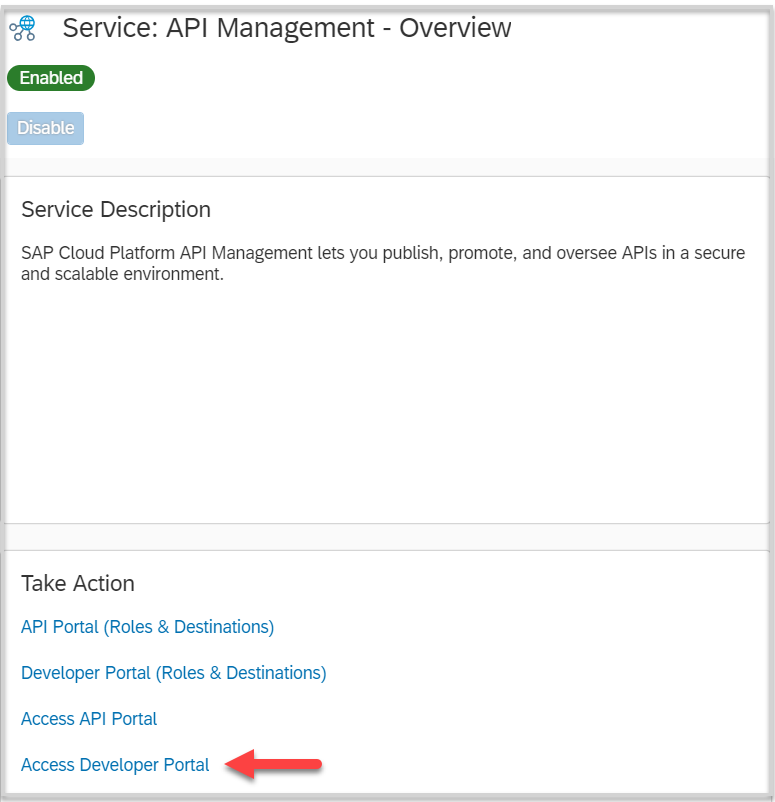 Service: API Management - Overview
Enabled
Disable
Service Description
SAP Cloud Platform API Management lets you publish, promote, and oversee APIs in a secure
and scalable environment.
Take Action
API Portal (Roles & Destinations)
Developer Portal (Roles & Destinations)
Access API Portal
Access Developer Portal